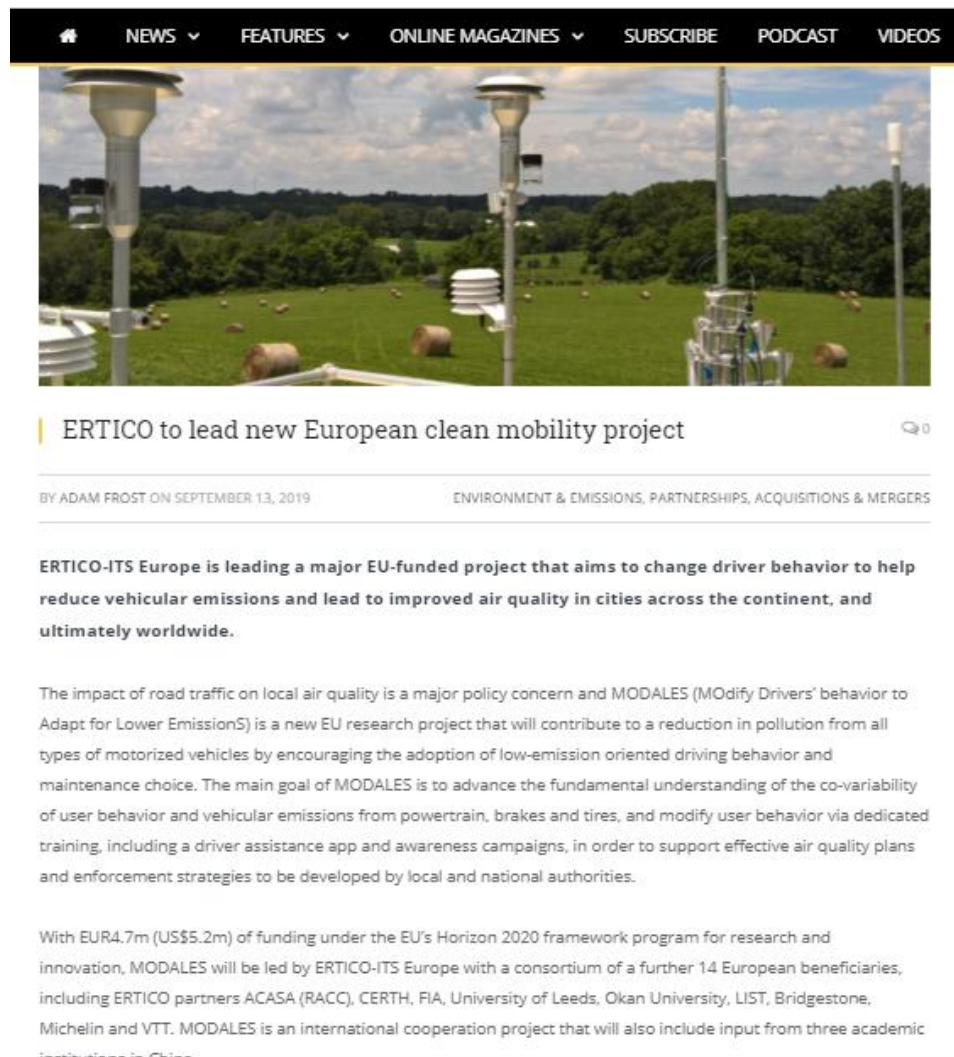 NEWS FEATURES ONLINE MAGAZINES SUBSCRIBE PODCAST VIDEOS
ERTICO to lead new European clean mobility project 0
BY ADAM FROST ON SEPTEMBER 13, 2019 ENVIRONMENT & EMISSIONS, PARTNERSHIPS, ACQUISITIONS & MERGERS
ERTICO-ITS Europe is leading a major EU-funded project that aims to change driver behavior to help
reduce vehicular emissions and lead to improved air quality in cities across the continent, and
ultimately worldwide.
The impact of road traffic on local air quality is a major policy concern and MODALES (MOdify Drivers' behavior to
Adapt for Lower EmissionS) is a new EU research project that will contribute to a reduction in pollution from all
types of motorized vehicles by encouraging the adoption of low-emission oriented driving behavior and
maintenance choice. The main goal of MODALES is to advance the fundamental understanding of the co-variability
of user behavior and vehicular emissions from powertrain, brakes and tires, and modify user behavior via dedicated
training, including a driver assistance app and awareness campaigns, in order to support effective air quality plans
and enforcement strategies to be developed by local and national authorities.
With EUR4.7m (US$5.2m) of funding under the EU's Horizon 2020 framework program for research and
innovation, MODALES will be led by ERTICO-ITS Europe with a consortium of a further 14 European beneficiaries,
including ERTICO partners ACASA (RACC), CERTH, FIA, University of Leeds, Okan University, LIST, Bridgestone,
Michelin and VTT. MODALES is an international cooperation project that will also include input from three academic
institutions in China